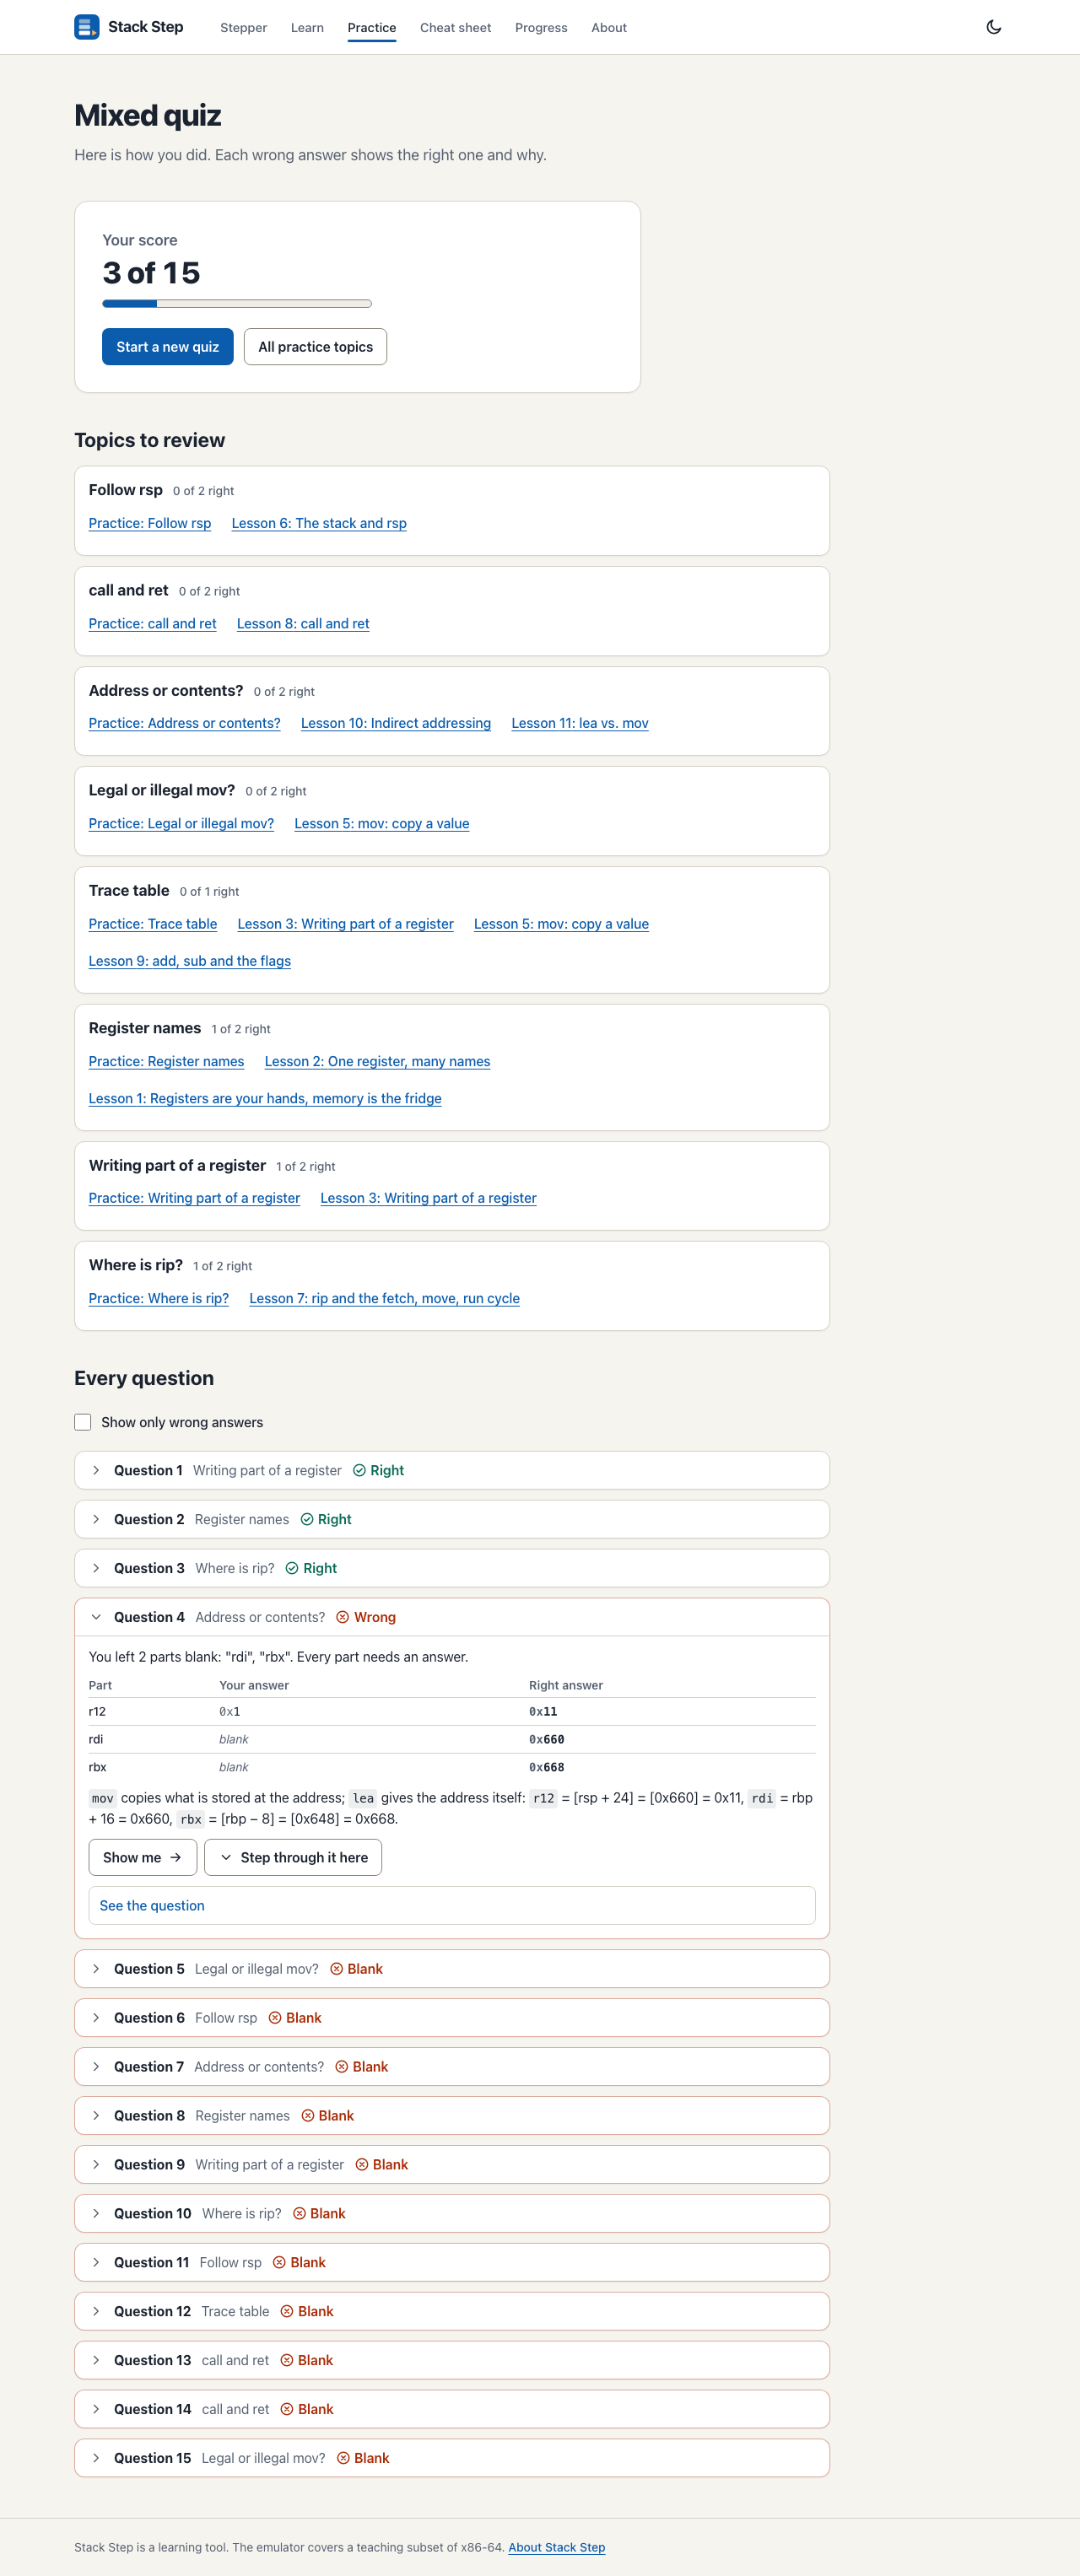 Stack Step Stepper Learn Practice Cheat sheet Progress About
Mixed quiz
Here is how you did. Each wrong answer shows the right one and why.
Your score
3 of 15
Start a new quiz All practice topics
Topics to review
Follow rsp 0 of 2 right
Practice: Follow rsp Lesson 6: The stack and rsp
call and ret 0 of 2 right
Practice: call and ret Lesson 8: call and ret
Address or contents? 0 of 2 right
Practice: Address or contents? Lesson 10: Indirect addressing Lesson 11: lea vs. mov
Legal or illegal mov? 0 of 2 right
Practice: Legal or illegal mov? Lesson 5: mov: copy a value
Trace table 0 of 1 right
Practice: Trace table Lesson 3: Writing part of a register Lesson 5: mov: copy a value
Lesson 9: add, sub and the flags
Register names 1 of 2 right
Practice: Register names Lesson 2: One register, many names
Lesson 1: Registers are your hands, memory is the fridge
Writing part of a register 1 of 2 right
Practice: Writing part of a register Lesson 3: Writing part of a register
Where is rip? 1 of 2 right
Practice: Where is rip? Lesson 7: rip and the fetch, move, run cycle
Every question
Show only wrong answers
Question 1 Writing part of a register Right
Question 2 Register names Right
Question 3 Where is rip? Right
Question 4 Address or contents? Wrong
You left 2 parts blank: "rdi", "rbx". Every part needs an answer.
Part Your answer Right answer
r12 0x1 0x11
rdi blank 0x660
rbx blank 0x668
mov copies what is stored at the address; lea gives the address itself: r12 = [rsp + 24] = [0x660] = 0x11, rdi = rbp
+ 16 = 0x660, rbx = [rbp − 8] = [0x648] = 0x668.
Show me → Step through it here
See the question
Question 5 Legal or illegal mov? Blank
Question 6 Follow rsp Blank
Question 7 Address or contents? Blank
Question 8 Register names Blank
Question 9 Writing part of a register Blank
Question 10 Where is rip? Blank
Question 11 Follow rsp Blank
Question 12 Trace table Blank
Question 13 call and ret Blank
Question 14 call and ret Blank
Question 15 Legal or illegal mov? Blank
Stack Step is a learning tool. The emulator covers a teaching subset of x86-64. About Stack Step